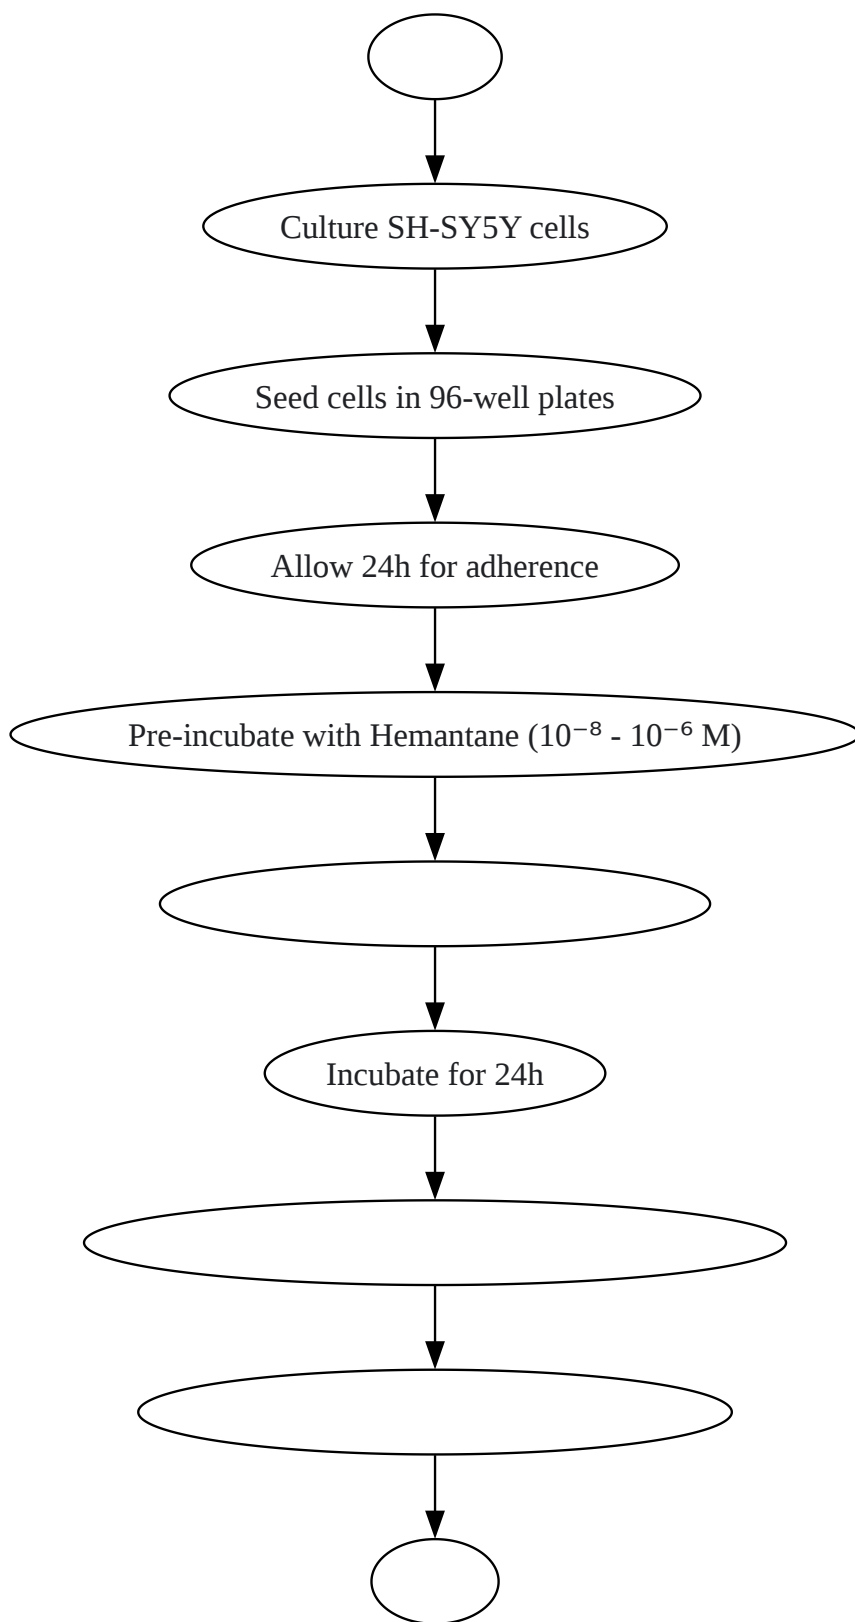 Culture SH-SY5Y cells
Seed cells in 96-well plates
Allow 24h for adherence
Pre-incubate with Hemantane (10⁻⁸ - 10⁻⁶ M)
Incubate for 24h